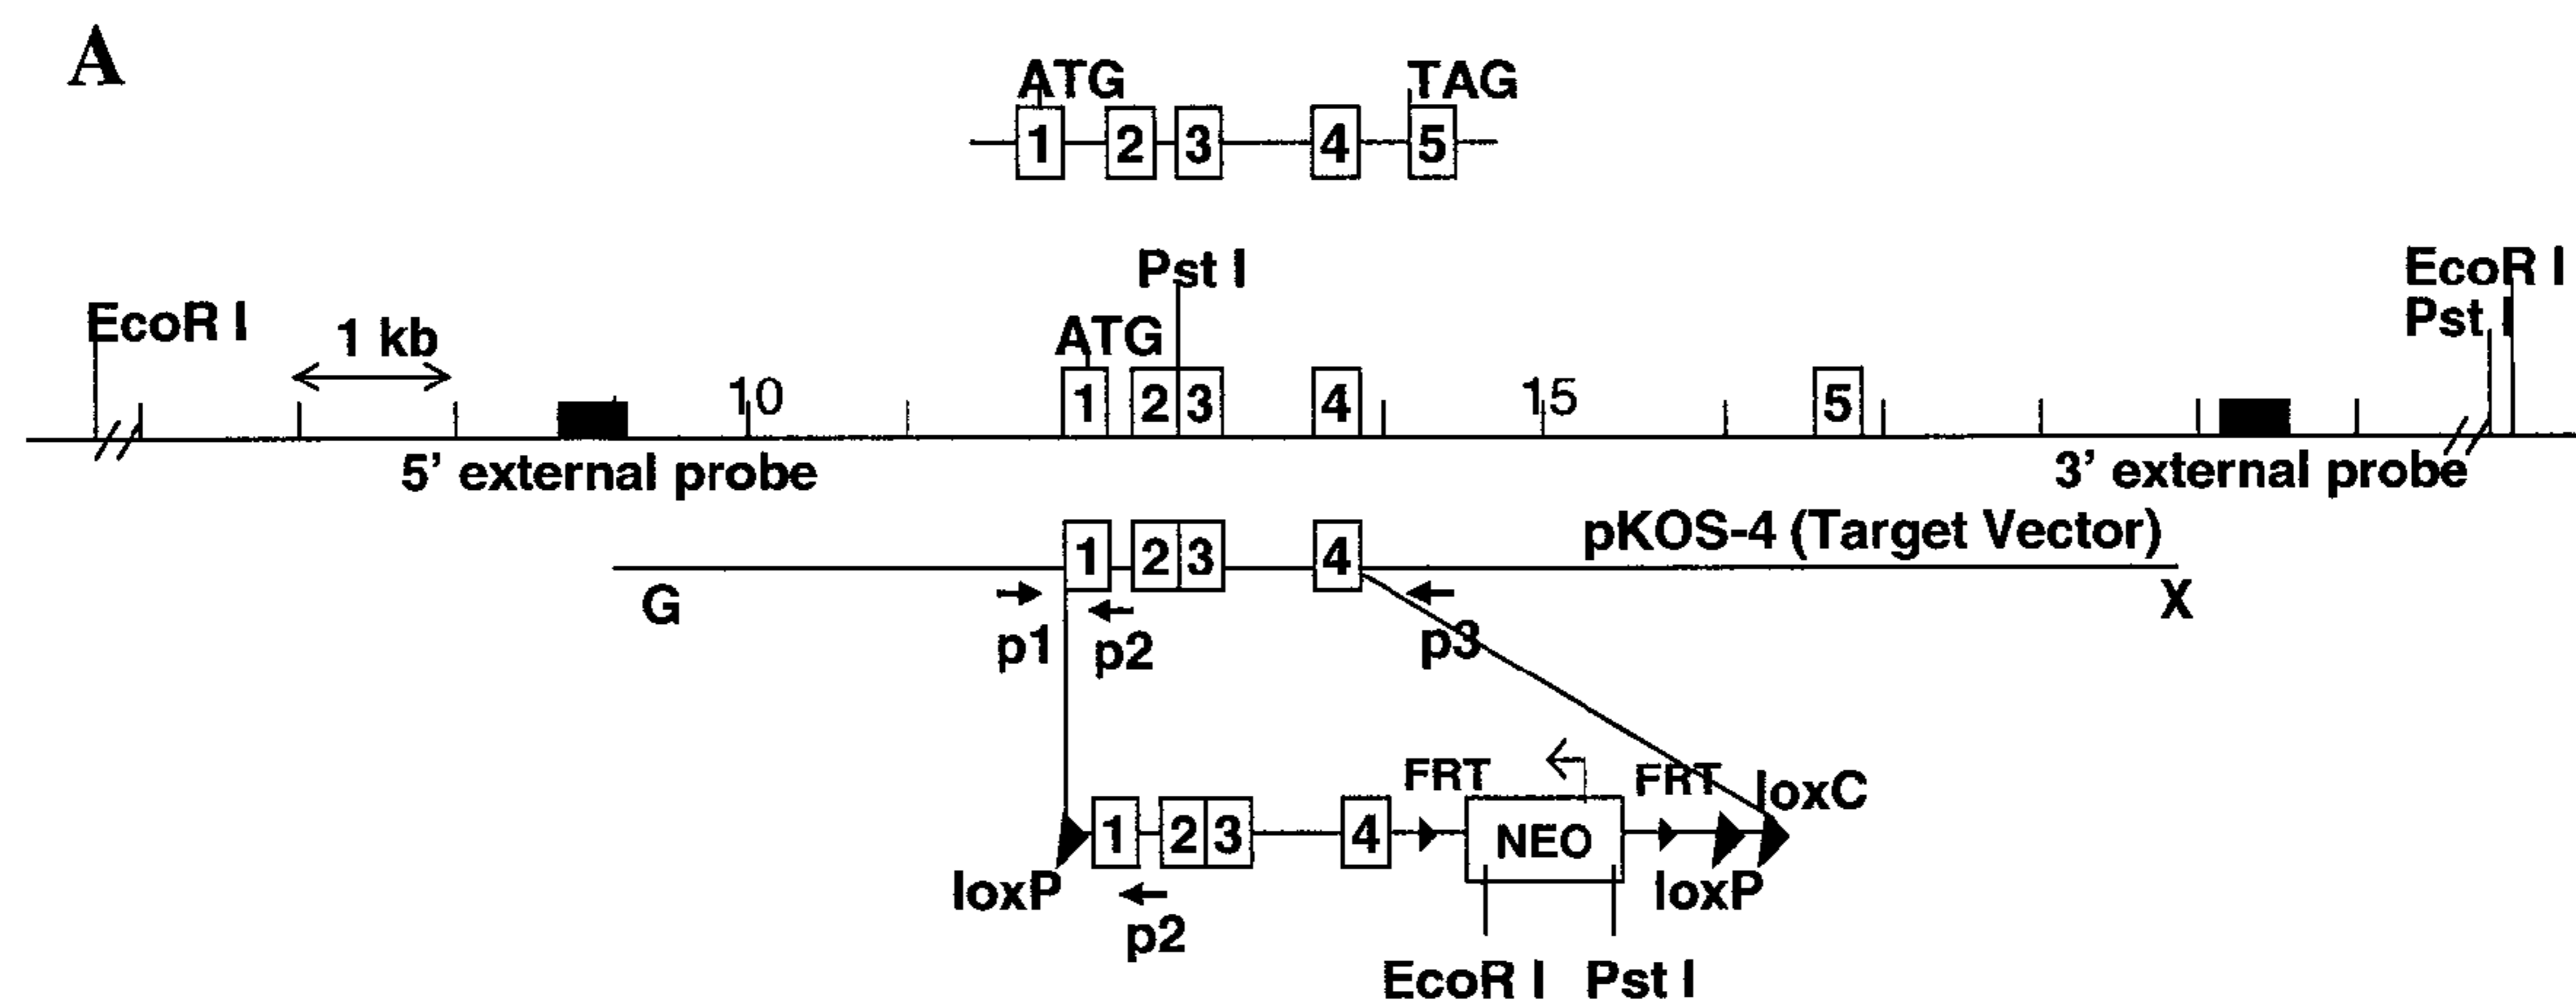 A
ATG TAG
1 2 3 4 5
Pst I
EcoR I
EcoR I 1 kb Pst I
ATG
10 1 2 3 4 15 5
5' external probe 3' external probe
pKOS-4 (Target Vector)
1 2 3 4
G X
p1 p2 p3
FRT FRT loxC
1 2 3 4 NEO
loxP loxP
p2
EcoR I Pst I